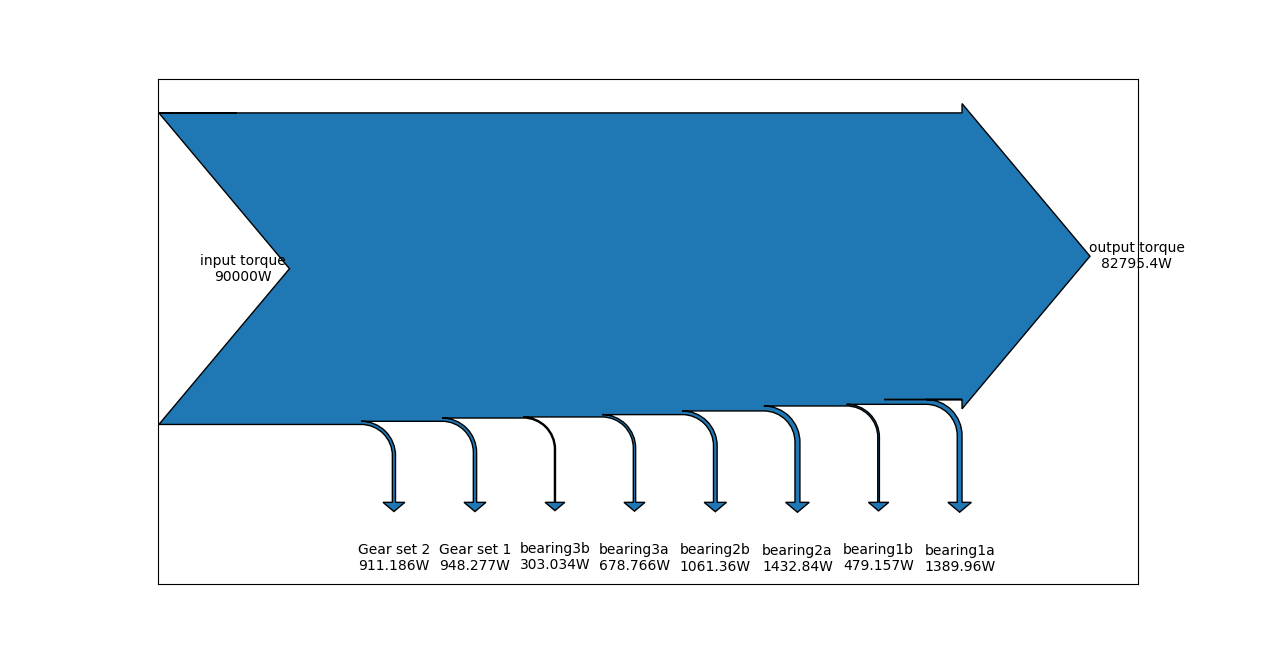 input torque
90000W
output torque
82795.4W
Gear set 2
911.186W
Gear set 1
948.277W
bearing3b
303.034W
bearing3a
678.766W
bearing2b
1061.36W
bearing2a
1432.84W
bearing1b
479.157W
bearing1a
1389.96W